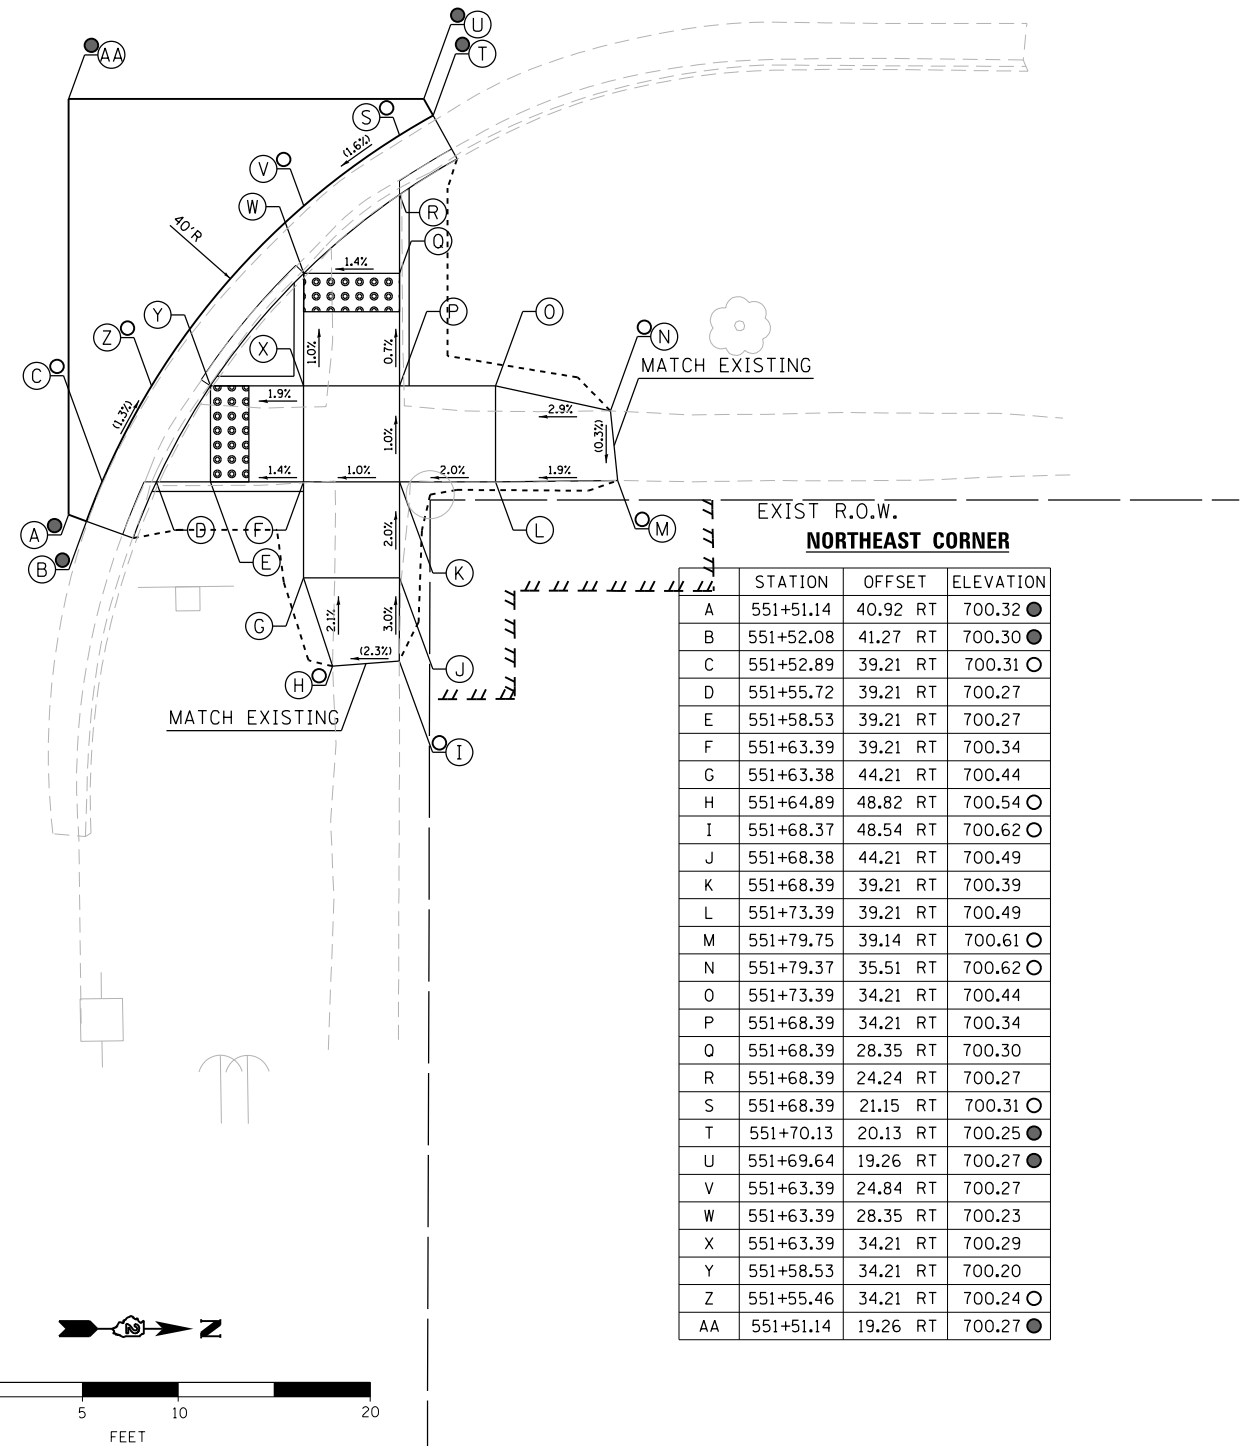 AA
U
T
S
(1.6%)
V
W
R
40'R
Q
1.4%
Y
P
O
Z
X
1.0%
0.7%
N
MATCH EXISTING
C
1.9%
2.9%
(1.3%)
1.0%
(0.3%)
1.4%
1.0%
2.0%
1.9%
EXIST R.O.W.
A
D
F
2.0%
L
M
B
E
K
G
2.1%
3.0%
(2.3%)
H
J
MATCH EXISTING
I
NORTHEAST CORNER
STATION OFFSET ELEVATION
A 551+51.14 40.92 RT 700.32
B 551+52.08 41.27 RT 700.30
C 551+52.89 39.21 RT 700.31
D 551+55.72 39.21 RT 700.27
E 551+58.53 39.21 RT 700.27
F 551+63.39 39.21 RT 700.34
G 551+63.38 44.21 RT 700.44
H 551+64.89 48.82 RT 700.54
I 551+68.37 48.54 RT 700.62
J 551+68.38 44.21 RT 700.49
K 551+68.39 39.21 RT 700.39
L 551+73.39 39.21 RT 700.49
M 551+79.75 39.14 RT 700.61
N 551+79.37 35.51 RT 700.62
O 551+73.39 34.21 RT 700.44
P 551+68.39 34.21 RT 700.34
Q 551+68.39 28.35 RT 700.30
R 551+68.39 24.24 RT 700.27
S 551+68.39 21.15 RT 700.31
T 551+70.13 20.13 RT 700.25
U 551+69.64 19.26 RT 700.27
V 551+63.39 24.84 RT 700.27
W 551+63.39 28.35 RT 700.23
X 551+63.39 34.21 RT 700.29
Y 551+58.53 34.21 RT 700.20
Z 551+55.46 34.21 RT 700.24
AA 551+51.14 19.26 RT 700.27
2
N
5 10 20
FEET